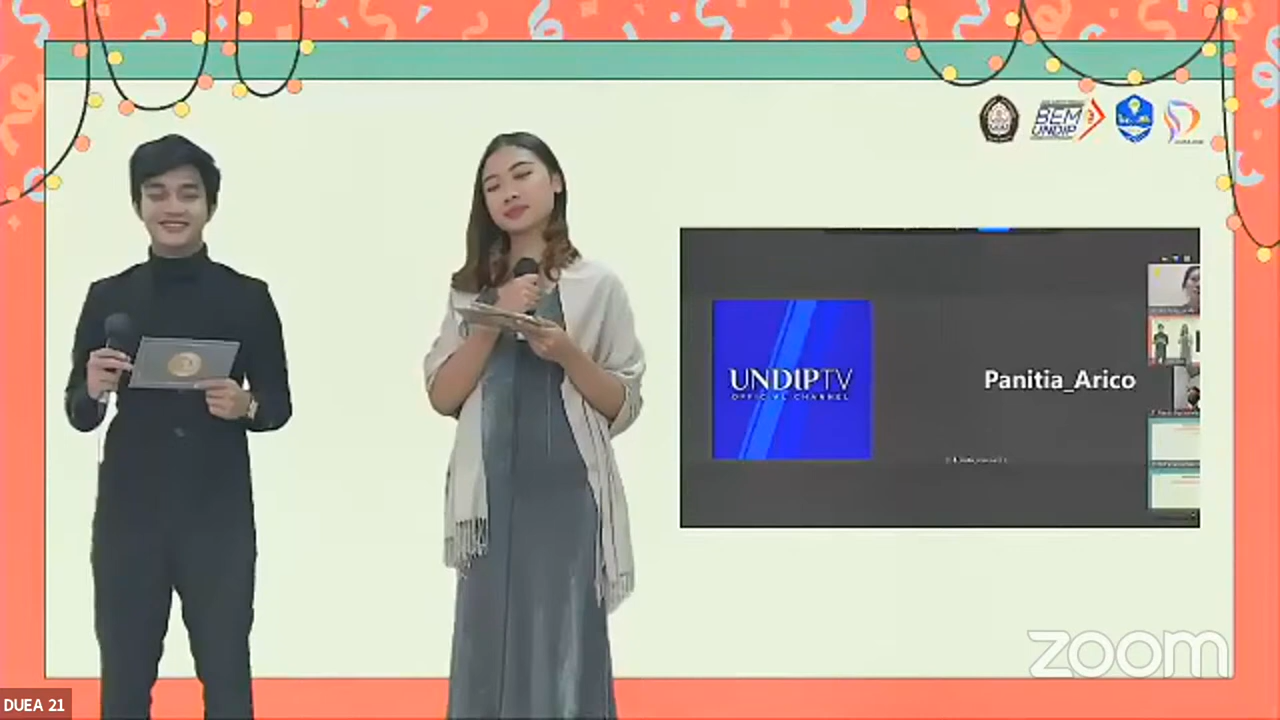 BEM
UNDIP
UNDIPTV
OFFICIAL CHANNEL
Panitia_Arico
zoom
DUEA 21